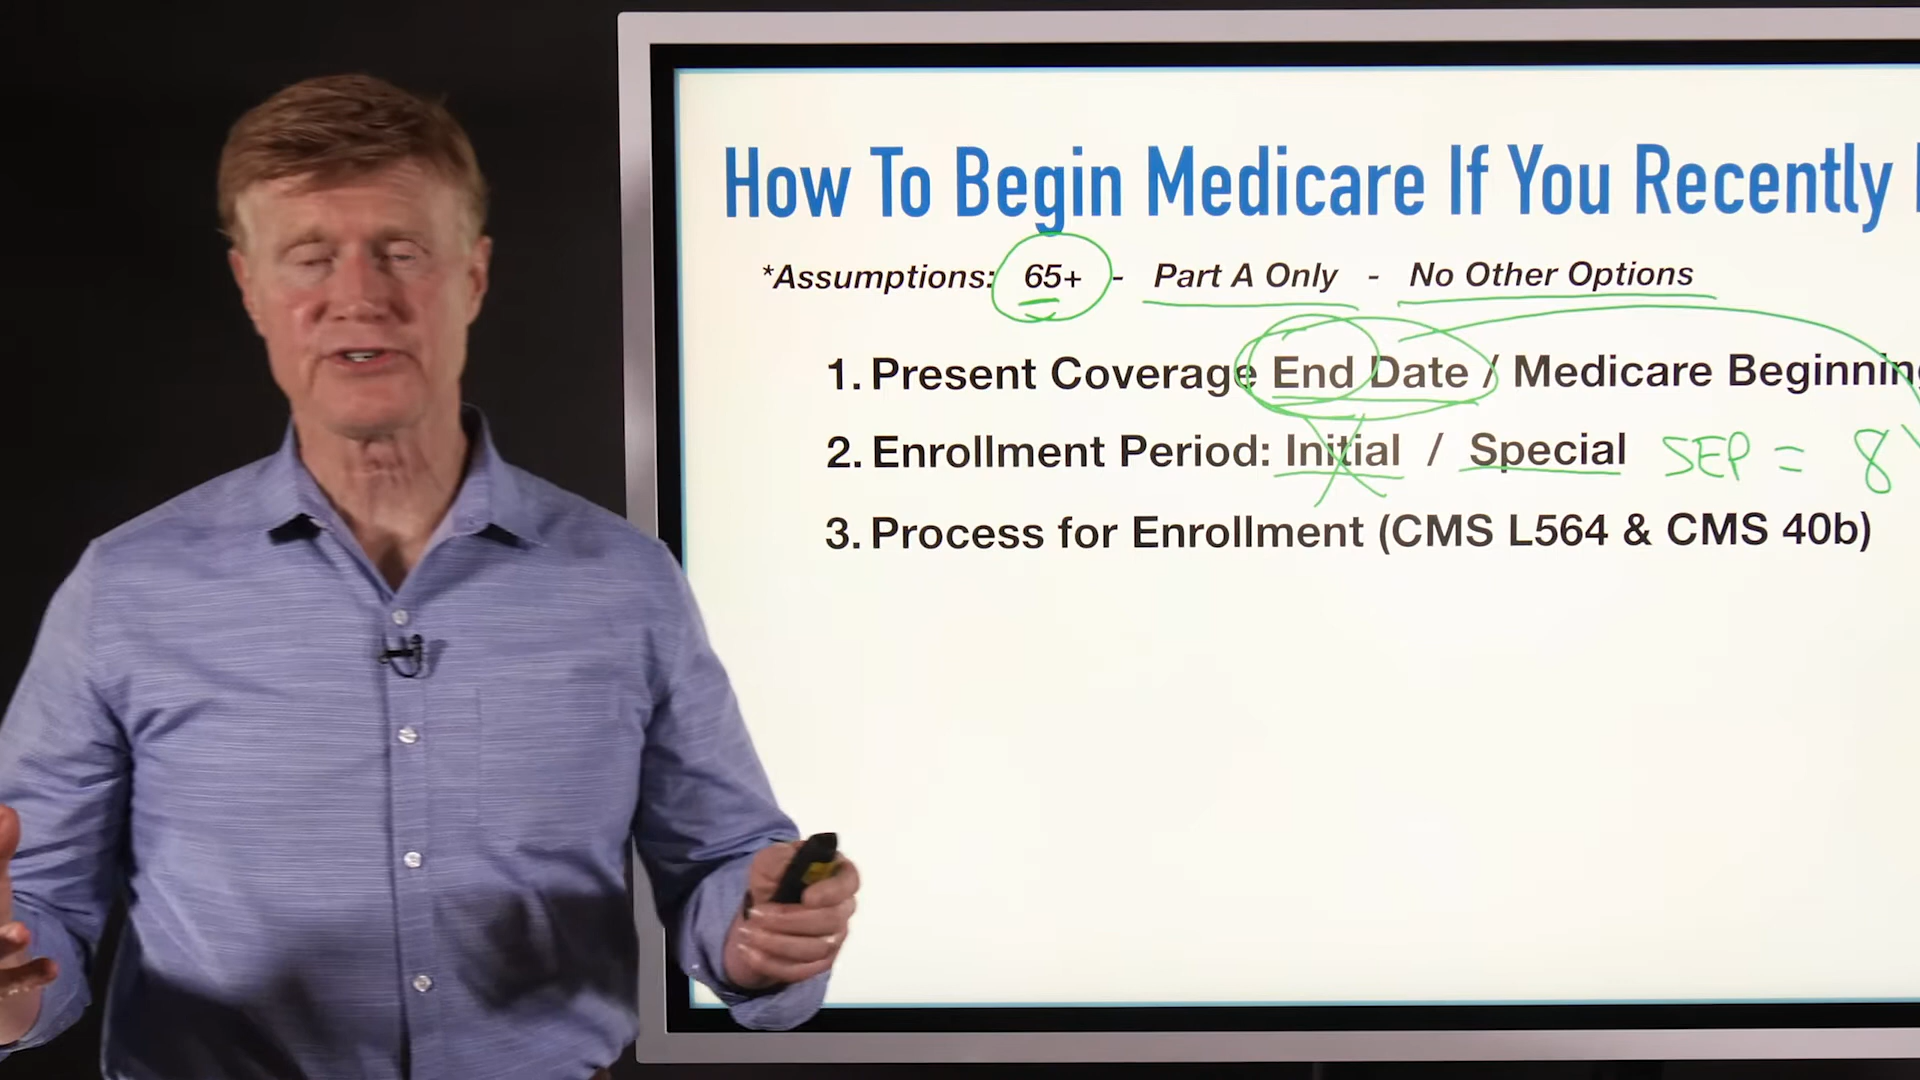 How To Begin Medicare If You Recently
*Assumptions: 65+ - Part A Only - No Other Options
1. Present Coverage End Date / Medicare Beginning
2. Enrollment Period: Initial / Special SEP = 8
3. Process for Enrollment (CMS L564 & CMS 40b)